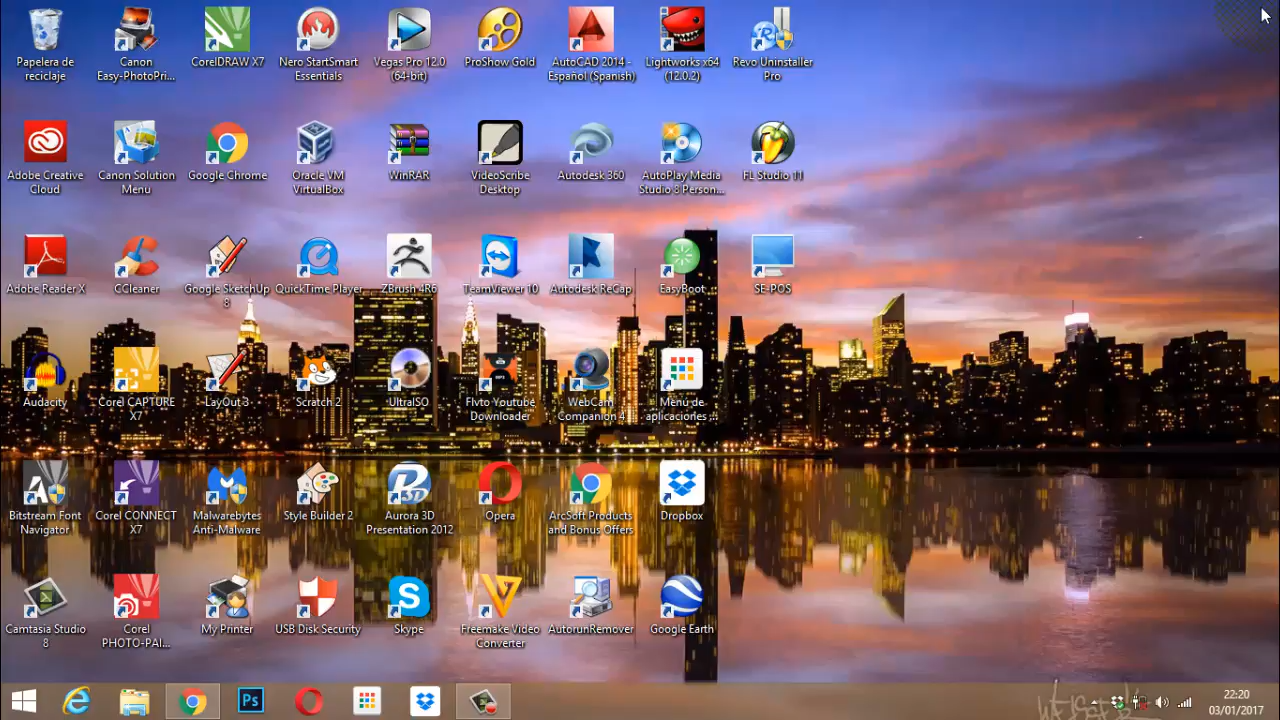 Papelera de
reciclaje
Canon
Easy-PhotoPri...
CorelDRAW X7
Nero StartSmart
Essentials
Vegas Pro 12.0
(64-bit)
ProShow Gold
AutoCAD 2014 -
Español (Spanish)
Lightworks x64
(12.0.2)
Revo Uninstaller
Pro
Adobe Creative
Cloud
Canon Solution
Menu
Google Chrome
Oracle VM
VirtualBox
WinRAR
VideoScribe
Desktop
Autodesk 360
AutoPlay Media
Studio 8 Person...
FL Studio 11
Adobe Reader X
CCleaner
Google SketchUp
8
QuickTime Player
ZBrush 4R6
TeamViewer 10
Autodesk ReCap
EasyBoot
SE-POS
Audacity
Corel CAPTURE
X7
LayOut 3
Scratch 2
UltraISO
Flvto Youtube
Downloader
WebCam
Companion 4
Menú de
aplicaciones ...
Bitstream Font
Navigator
Corel CONNECT
X7
Malwarebytes
Anti-Malware
Style Builder 2
Aurora 3D
Presentation 2012
Opera
ArcSoft Products
and Bonus Offers
Dropbox
Camtasia Studio
8
Corel
PHOTO-PAI...
My Printer
USB Disk Security
Skype
Freemake Video
Converter
AutorunRemover
Google Earth
Ps
22:20
03/01/2017